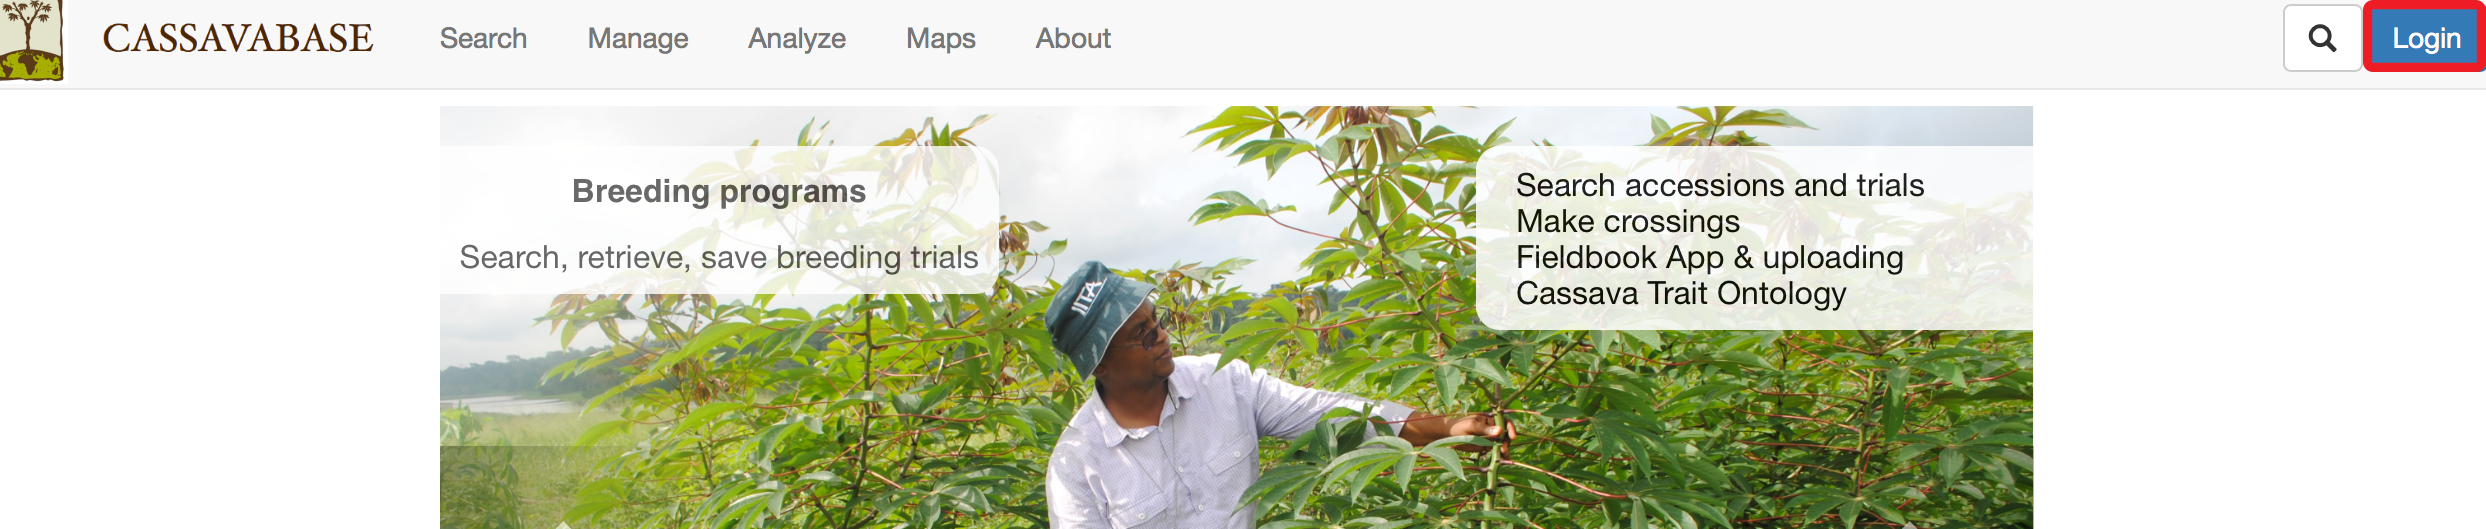 CASSAVABASE
Search
Manage
Analyze
Maps
About
Login
Breeding programs
Search, retrieve, save breeding trials
Search accessions and trials
Make crossings
Fieldbook App & uploading
Cassava Trait Ontology
IITA